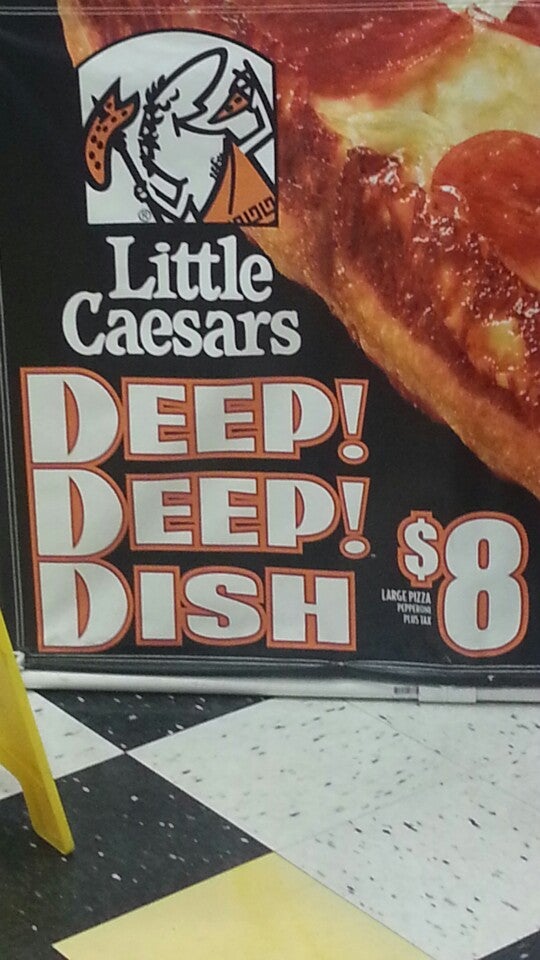 ®
Little
Caesars
DEEP!
DEEP!
DISH
$8
LARGE PIZZA
PEPPERONI
PLUS TAX